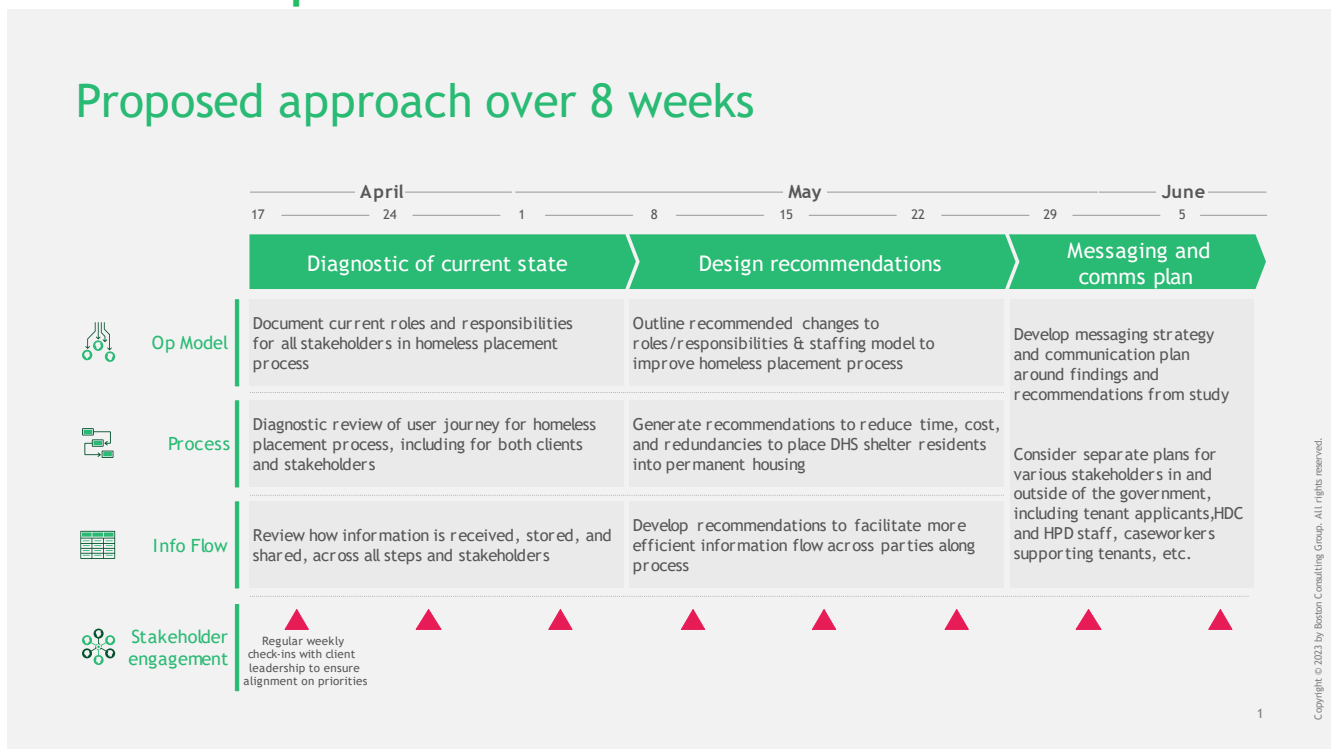 Proposed approach over 8 weeks
April May June
17 24 1 8 15 22 29 5
Diagnostic of current state
Design recommendations
Messaging and
comms plan
Op Model
Document current roles and responsibilities
for all stakeholders in homeless placement
process
Outline recommended changes to
roles/responsibilities & staffing model to
improve homeless placement process
Develop messaging strategy
and communication plan
around findings and
recommendations from study
Consider separate plans for
various stakeholders in and
outside of the government,
including tenant applicants,HDC
and HPD staff, caseworkers
supporting tenants, etc.
Process
Diagnostic review of user journey for homeless
placement process, including for both clients
and stakeholders
Generate recommendations to reduce time, cost,
and redundancies to place DHS shelter residents
into permanent housing
Info Flow
Review how information is received, stored, and
shared, across all steps and stakeholders
Develop recommendations to facilitate more
efficient information flow across parties along
process
Stakeholder
engagement
Regular weekly
check-ins with client
leadership to ensure
alignment on priorities
Copyright © 2023 by Boston Consulting Group. All rights reserved.
1